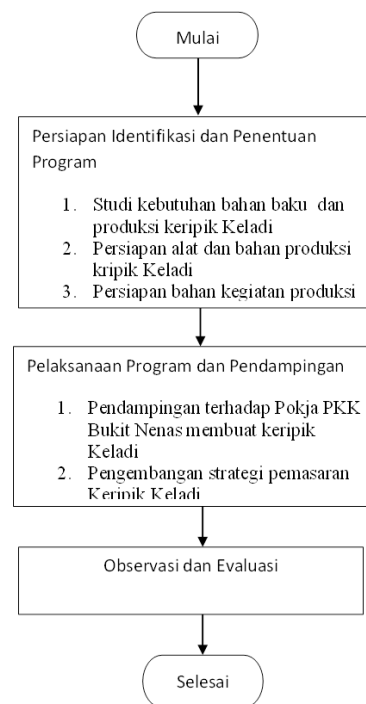 Mulai
Persiapan Identifikasi dan Penentuan
Program
1. Studi kebutuhan bahan baku dan
produksi keripik Keladi
2. Persiapan alat dan bahan produksi
kripik Keladi
3. Persiapan bahan kegiatan produksi
Pelaksanaan Program dan Pendampingan
1. Pendampingan terhadap Pokja PKK
Bukit Nenas membuat keripik
Keladi
2. Pengembangan strategi pemasaran
Keripik Keladi
Observasi dan Evaluasi
Selesai